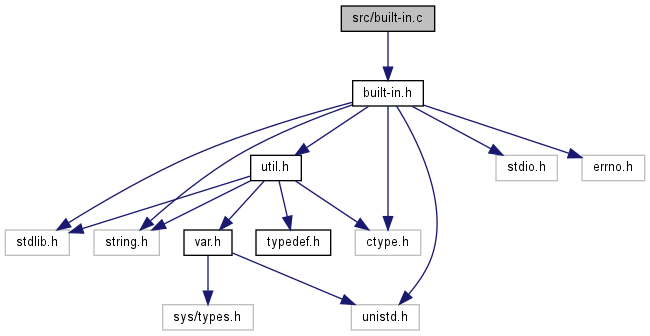 src/built-in.c
built-in.h
util.h
stdio.h
errno.h
stdlib.h
string.h
var.h
typedef.h
ctype.h
sys/types.h
unistd.h